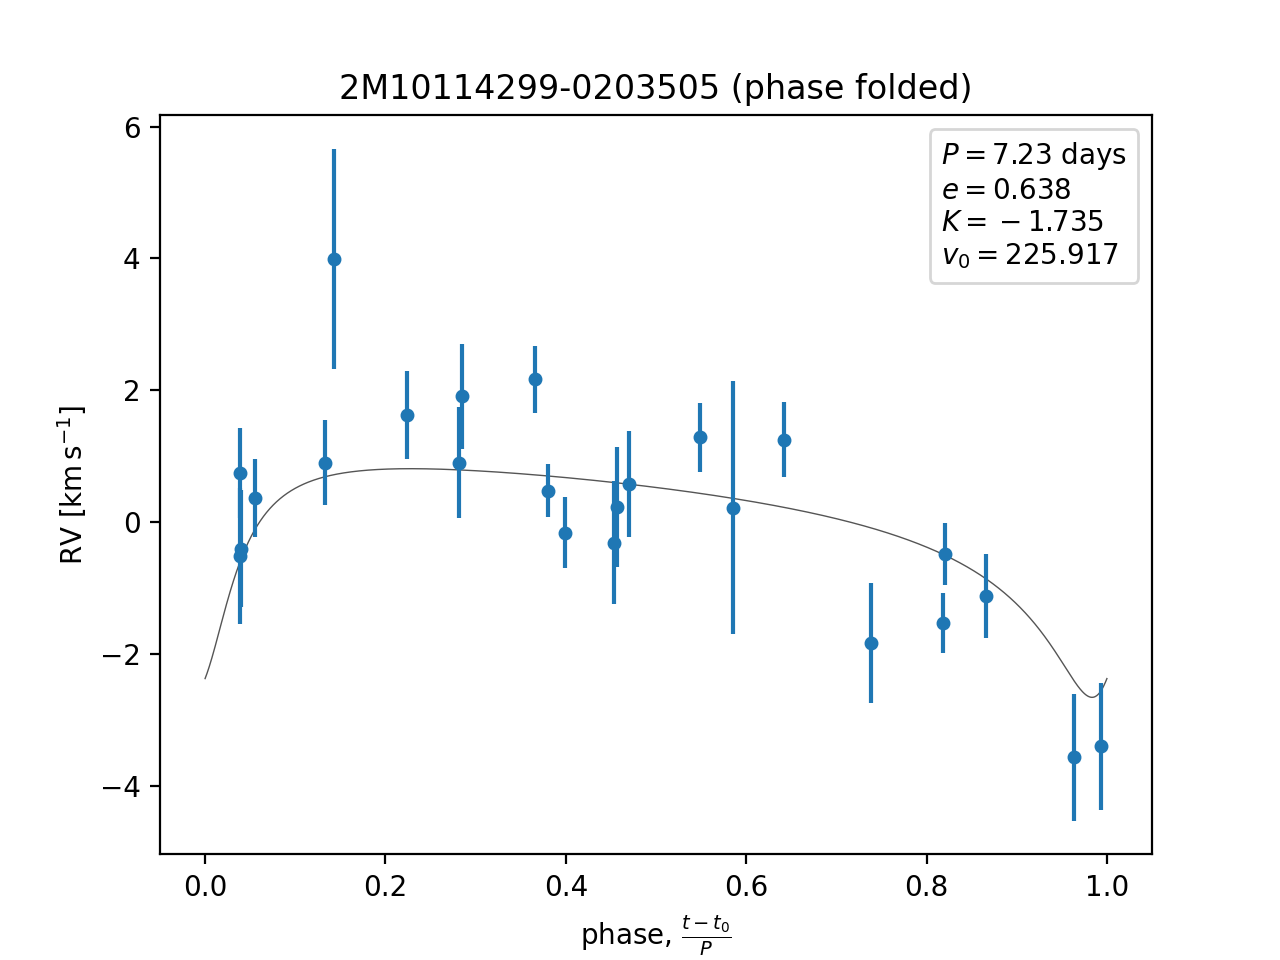 2M10114299-0203505 (phase folded)
P = 7.23 days
e = 0.638
K = −1.735
v₀ = 225.917
RV [km s⁻¹]
6
4
2
0
−2
−4
0.0 0.2 0.4 0.6 0.8 1.0
phase, (t − t₀)/P